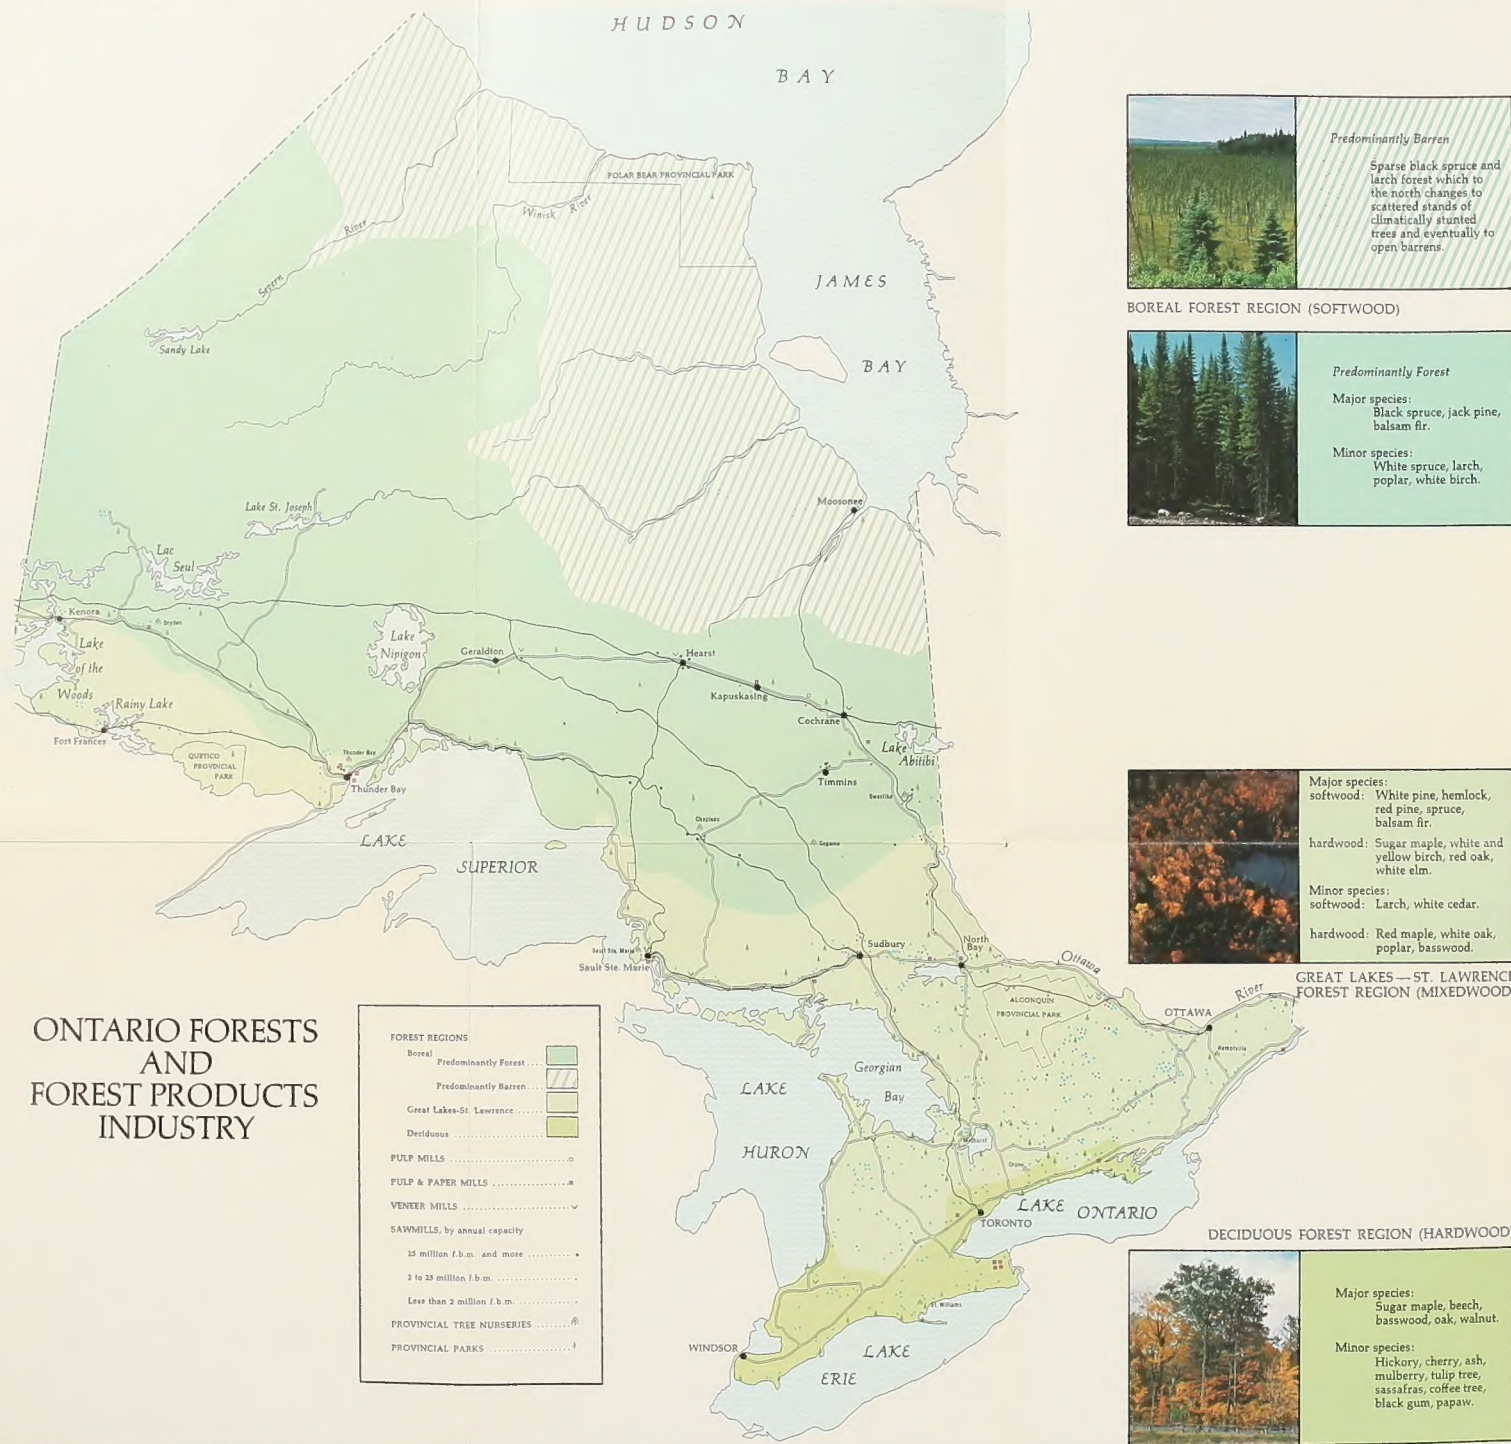 HUDSON
BAY
POLAR BEAR PROVINCIAL PARK
Winisk River
River
Severn
JAMES
BAY
Sandy Lake
Lake St. Joseph
Moosonee
Lac
Seul
Kenora
Dryden
Lake
of the
Woods
Lake
Nipigon
Geraldton
Hearst
Kapuskasing
Cochrane
Rainy Lake
Fort Frances
QUETICO
PROVINCIAL
PARK
Thunder Bay
Thunder Bay
Lake
Abitibi
Timmins
Swastika
Chapleau
Gogama
LAKE
SUPERIOR
Sault Ste. Marie
Sault Ste. Marie
Sudbury
North
Bay
Ottawa
River
ALGONQUIN
PROVINCIAL PARK
OTTAWA
Kemptville
Georgian
Bay
LAKE
HURON
Midhurst
Orono
LAKE ONTARIO
TORONTO
St. Williams
WINDSOR
LAKE
ERIE
Predominantly Barren
Sparse black spruce and
larch forest which to
the north changes to
scattered stands of
climatically stunted
trees and eventually to
open barrens.
BOREAL FOREST REGION (SOFTWOOD)
Predominantly Forest
Major species:
Black spruce, jack pine,
balsam fir.
Minor species:
White spruce, larch,
poplar, white birch.
Major species:
softwood: White pine, hemlock,
red pine, spruce,
balsam fir.
hardwood: Sugar maple, white and
yellow birch, red oak,
white elm.
Minor species:
softwood: Larch, white cedar.
hardwood: Red maple, white oak,
poplar, basswood.
GREAT LAKES — ST. LAWRENCE
FOREST REGION (MIXEDWOOD
DECIDUOUS FOREST REGION (HARDWOOD
Major species:
Sugar maple, beech,
basswood, oak, walnut.
Minor species:
Hickory, cherry, ash,
mulberry, tulip tree,
sassafras, coffee tree,
black gum, papaw.
ONTARIO FORESTS
AND
FOREST PRODUCTS
INDUSTRY
FOREST REGIONS
Boreal
Predominantly Forest ...
Predominantly Barren ...
Great Lakes-St. Lawrence ......
Deciduous ..................
PULP MILLS ......................
PULP & PAPER MILLS ...............
VENEER MILLS .....................
SAWMILLS, by annual capacity
25 million f.b.m. and more ..........
2 to 25 million f.b.m. ................
Less than 2 million f.b.m. .............
PROVINCIAL TREE NURSERIES .......
PROVINCIAL PARKS .................